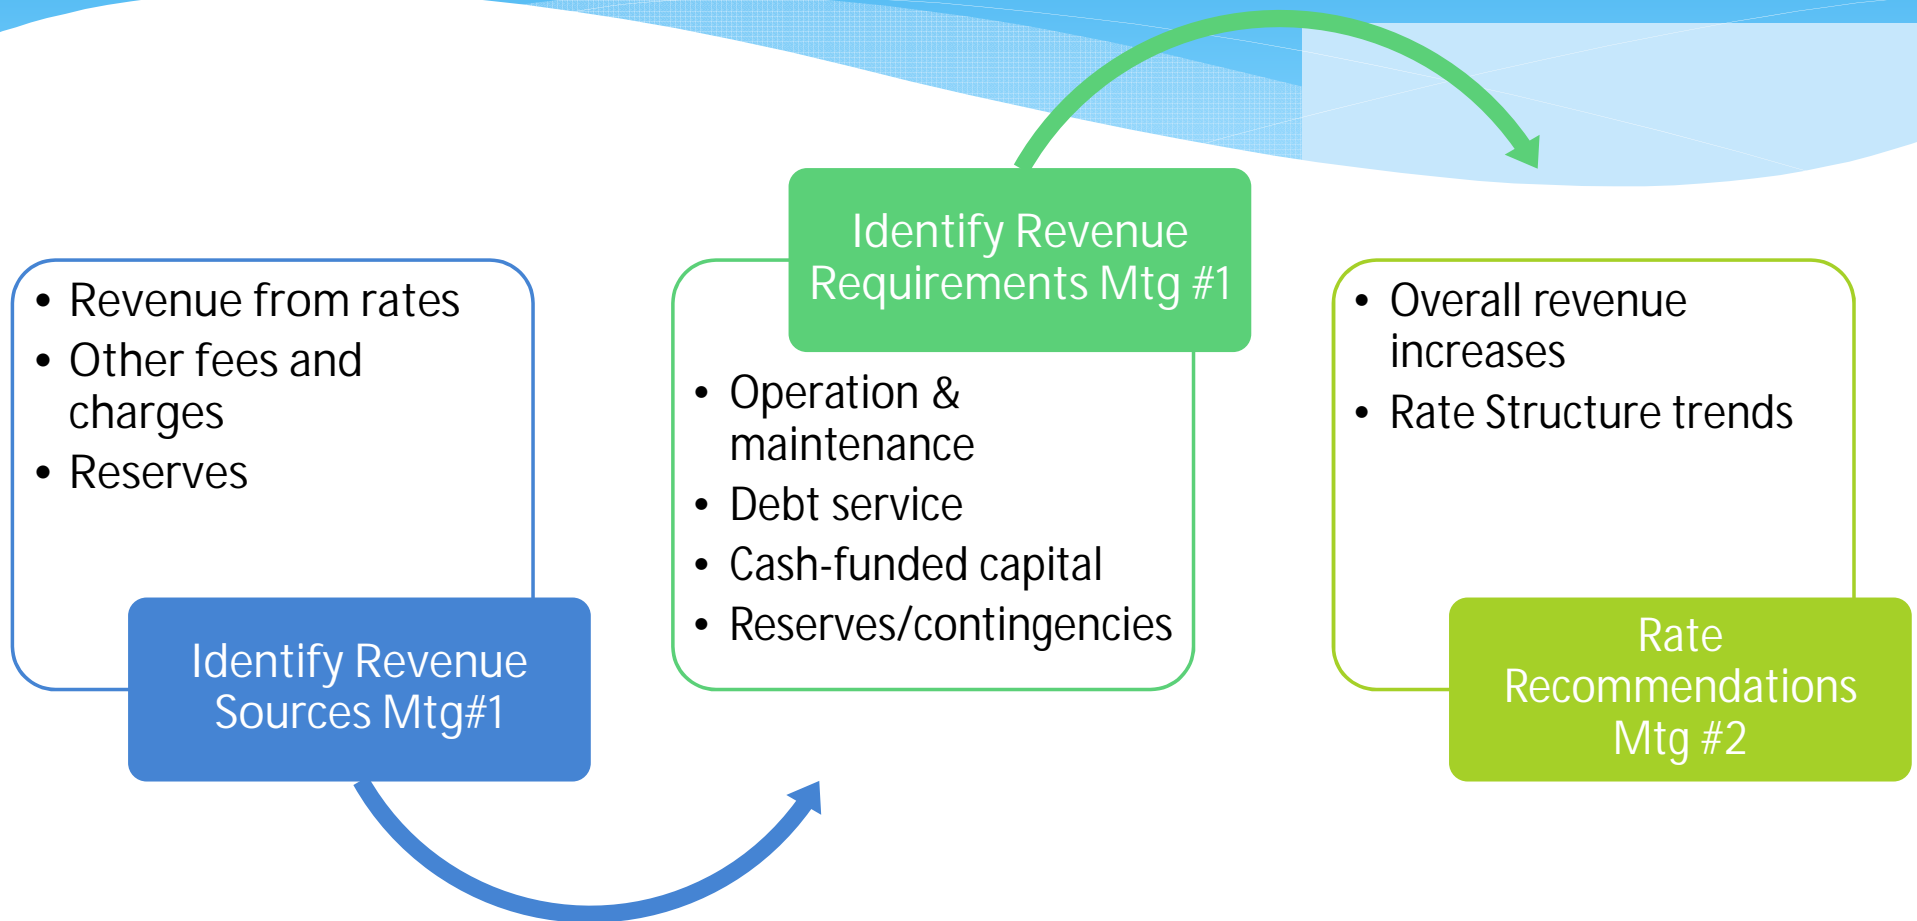 • Revenue from rates
• Other fees and
charges
• Reserves
Identify Revenue
Sources Mtg#1
Identify Revenue
Requirements Mtg #1
• Operation &
maintenance
• Debt service
• Cash-funded capital
• Reserves/contingencies
• Overall revenue
increases
• Rate Structure trends
Rate
Recommendations
Mtg #2